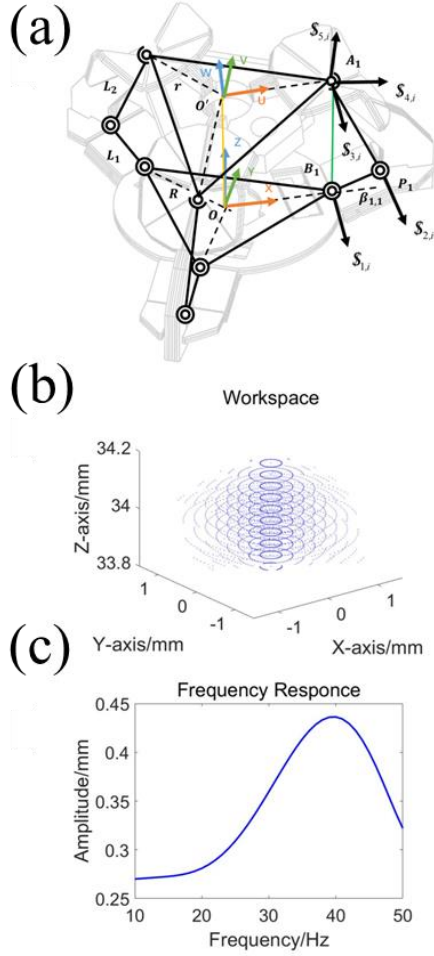 (a)
$₅,ᵢ
W
V
A₁
L₂
r
O′
U
$₄,ᵢ
$₃,ᵢ
Z
L₁
B₁
Y
P₁
R
X
O
β₁,₁
$₂,ᵢ
$₁,ᵢ
(b)
Workspace
34.2
34
33.8
Z-axis/mm
1
0
-1
Y-axis/mm
-1
0
1
X-axis/mm
(c)
Frequency Responce
0.45
0.4
0.35
0.3
0.25
Amplitude/mm
10 20 30 40 50
Frequency/Hz